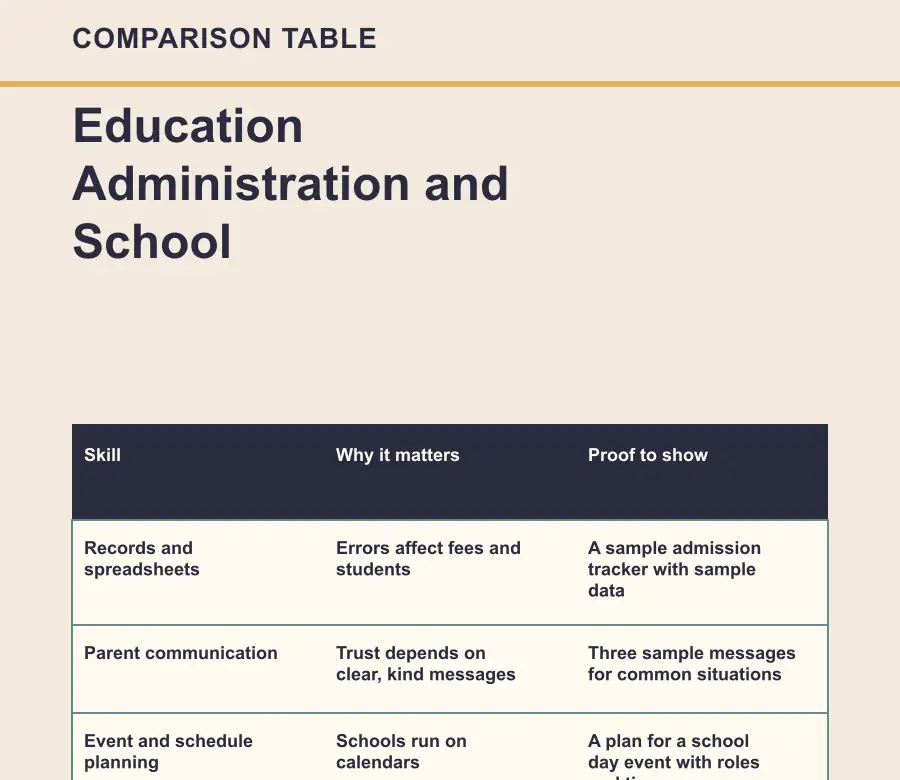 COMPARISON TABLE
Education
Administration and
School
Skill
Why it matters
Proof to show
Records and
spreadsheets
Errors affect fees and
students
A sample admission
tracker with sample
data
Parent communication
Trust depends on
clear, kind messages
Three sample messages
for common situations
Event and schedule
planning
Schools run on
calendars
A plan for a school
day event with roles